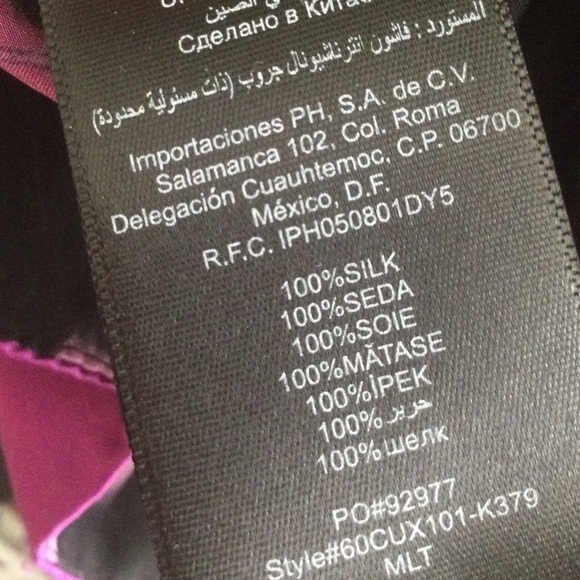 في الصين
Сделано в Китае
المستورد : فاشون انترناشيونال جروب (ذات مسئولية محدودة)
Importaciones PH, S.A. de C.V.
Salamanca 102, Col. Roma
Delegación Cuauhtemoc, C.P. 06700
México, D.F.
R.F.C. IPH050801DY5
100%SILK
100%SEDA
100%SOIE
100%MĂTASE
100%İPEK
100% حرير
100%шелк
PO#92977
Style#60CUX101-K379
MLT